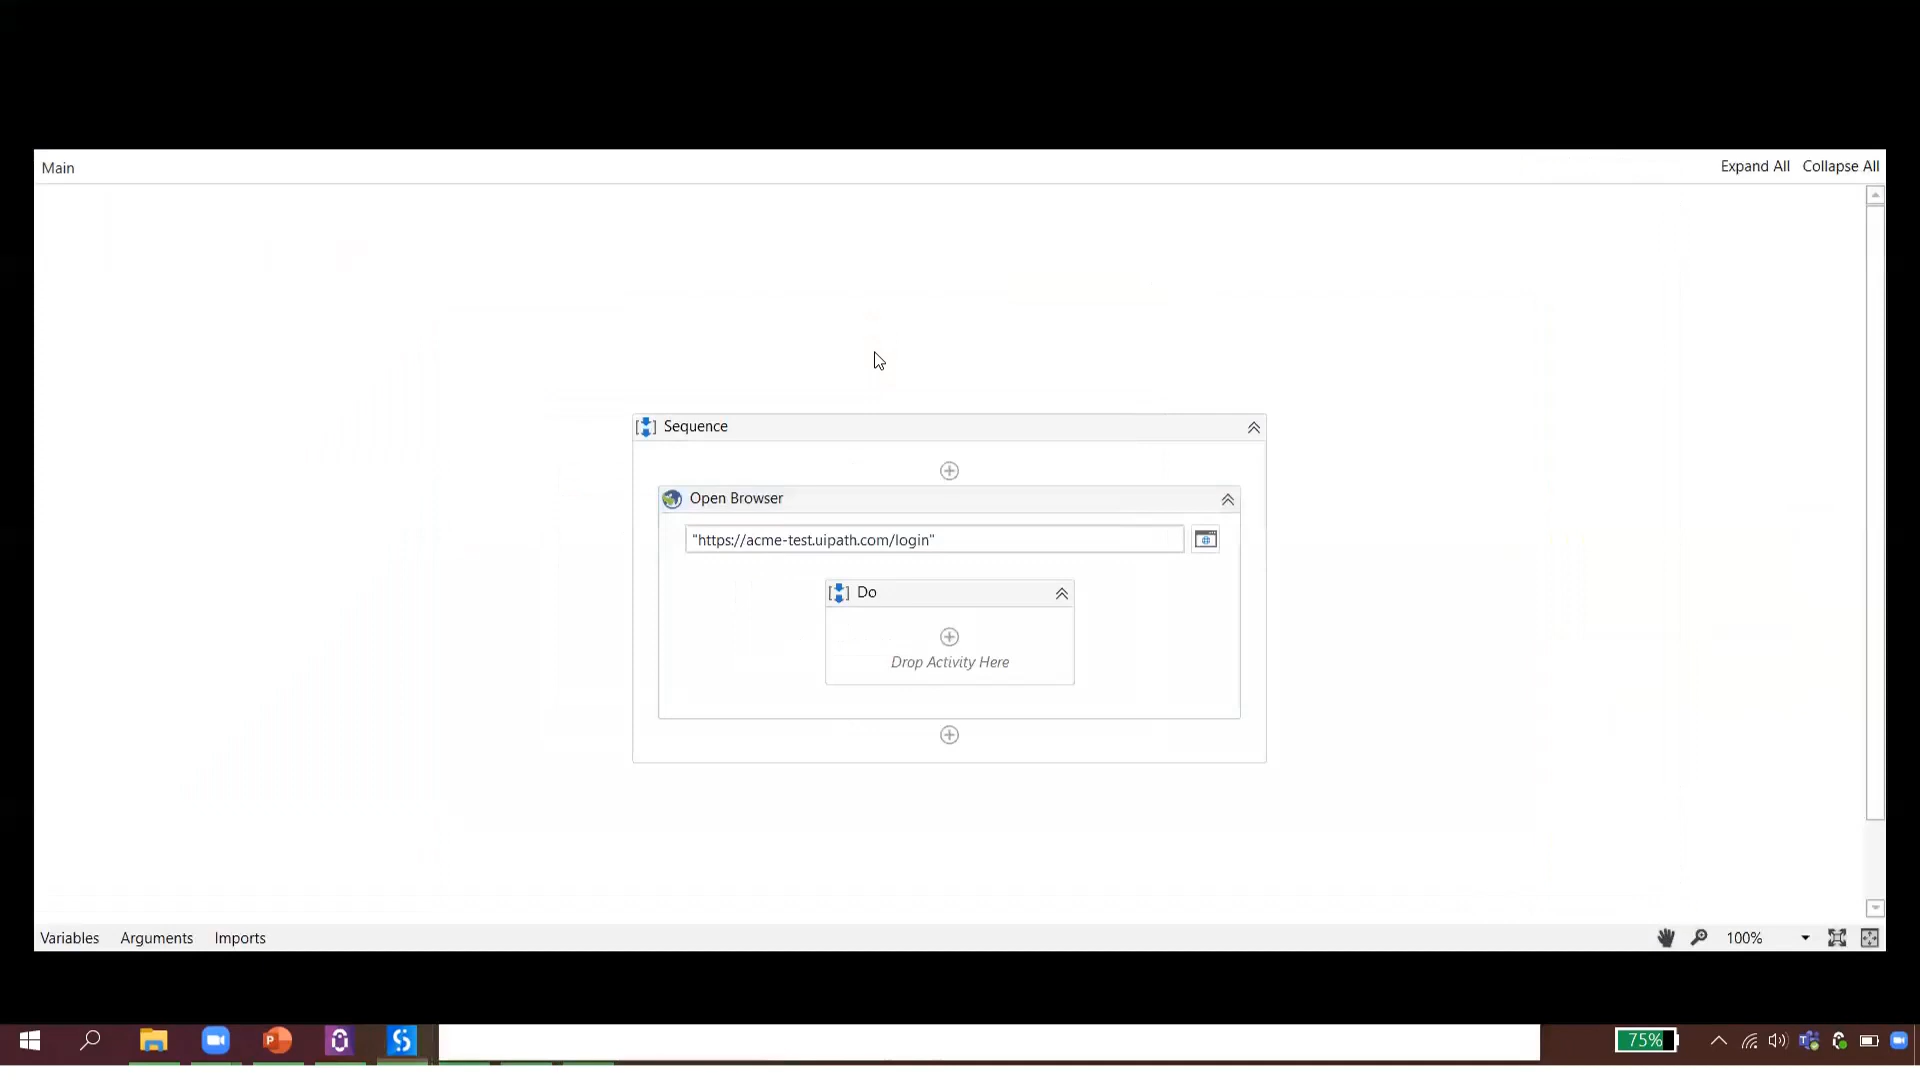 Main
Expand All Collapse All
Sequence
Open Browser
"https://acme-test.uipath.com/login"
Do
Drop Activity Here
Variables Arguments Imports
100%
75%